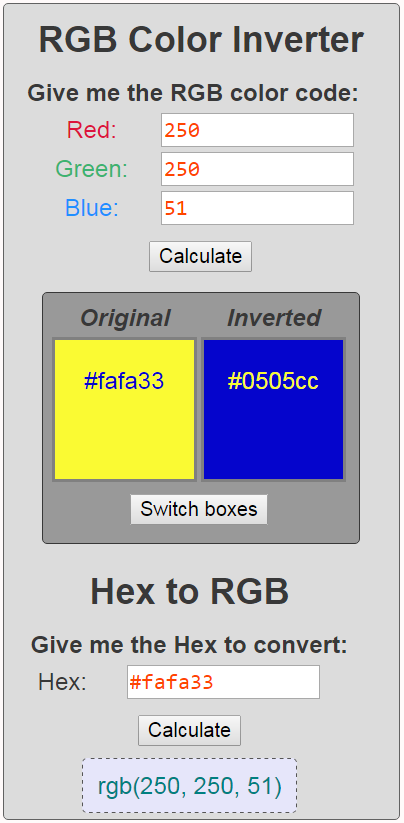 RGB Color Inverter
Give me the RGB color code:
Red: 250
Green: 250
Blue: 51
Calculate
Original Inverted
#fafa33 #0505cc
Switch boxes
Hex to RGB
Give me the Hex to convert:
Hex: #fafa33
Calculate
rgb(250, 250, 51)